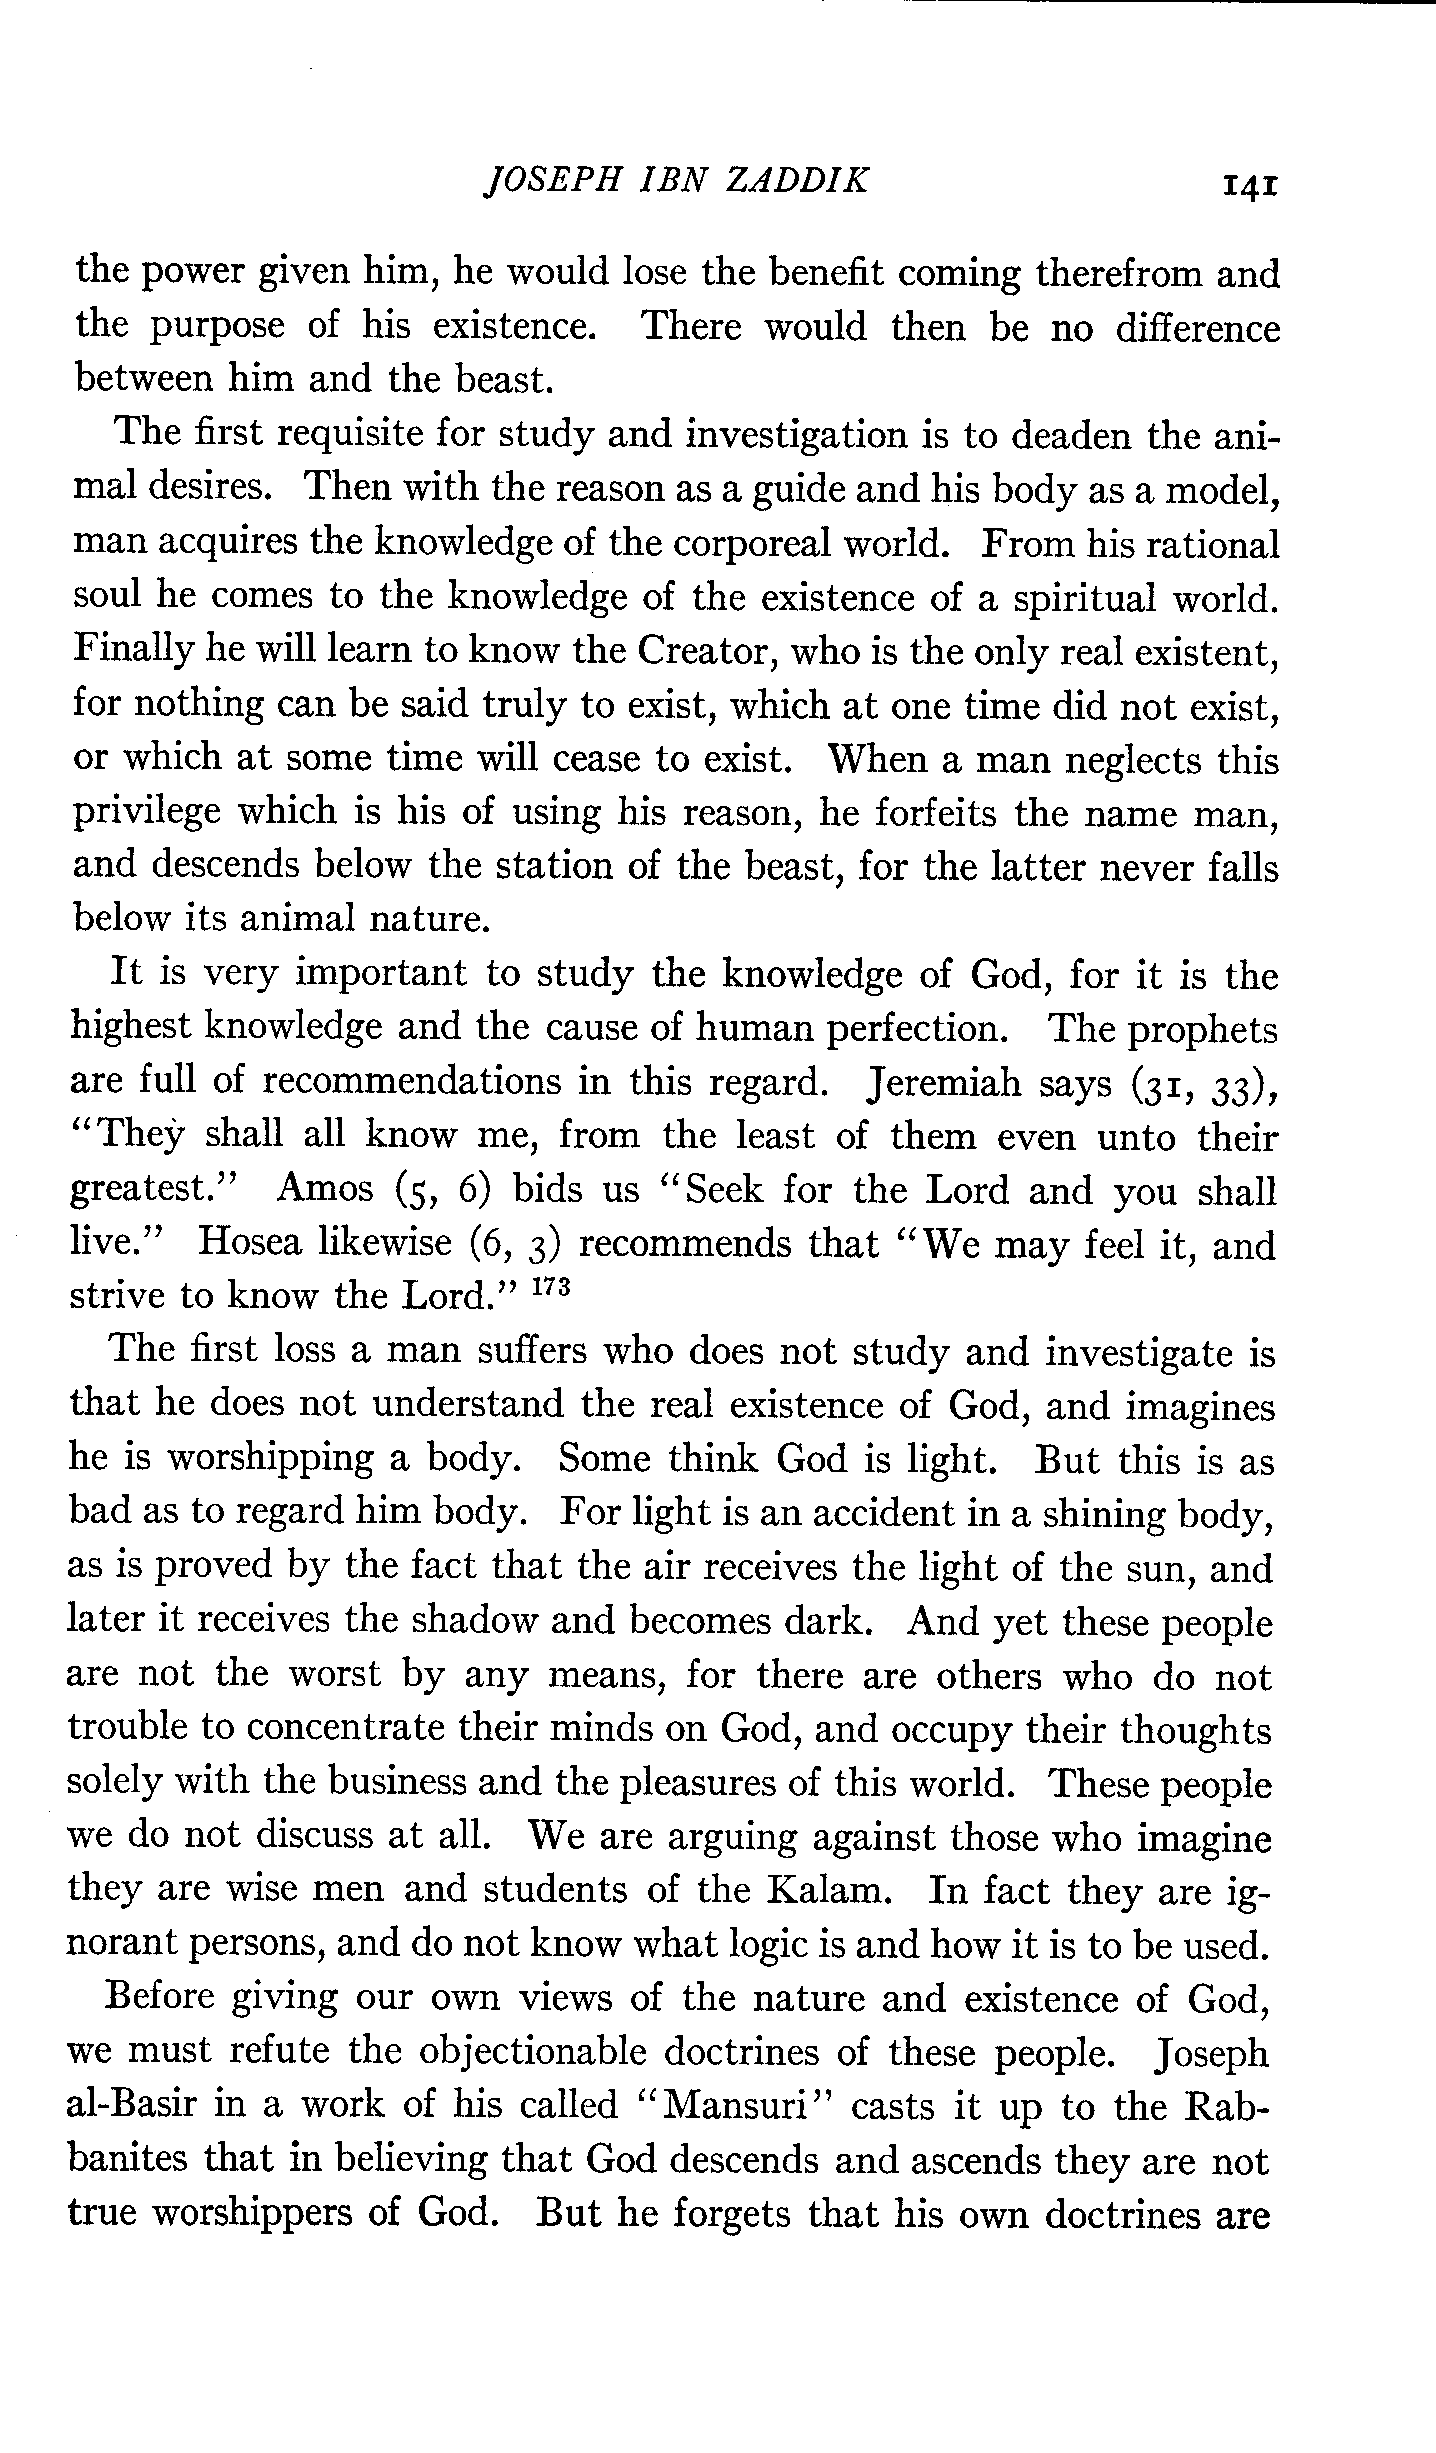 JOSEPH IBN ZADDIK 141
the power given him, he would lose the benefit coming therefrom and
the purpose of his existence. There would then be no difference
between him and the beast.
The first requisite for study and investigation is to deaden the ani-
mal desires. Then with the reason as a guide and his body as a model,
man acquires the knowledge of the corporeal world. From his rational
soul he comes to the knowledge of the existence of a spiritual world.
Finally he will learn to know the Creator, who is the only real existent,
for nothing can be said truly to exist, which at one time did not exist,
or which at some time will cease to exist. When a man neglects this
privilege which is his of using his reason, he forfeits the name man,
and descends below the station of the beast, for the latter never falls
below its animal nature.
It is very important to study the knowledge of God, for it is the
highest knowledge and the cause of human perfection. The prophets
are full of recommendations in this regard. Jeremiah says (31, 33),
"They shall all know me, from the least of them even unto their
greatest." Amos (5, 6) bids us "Seek for the Lord and you shall
live." Hosea likewise (6, 3) recommends that "We may feel it, and
strive to know the Lord." 173
The first loss a man suffers who does not study and investigate is
that he does not understand the real existence of God, and imagines
he is worshipping a body. Some think God is light. But this is as
bad as to regard him body. For light is an accident in a shining body,
as is proved by the fact that the air receives the light of the sun, and
later it receives the shadow and becomes dark. And yet these people
are not the worst by any means, for there are others who do not
trouble to concentrate their minds on God, and occupy their thoughts
solely with the business and the pleasures of this world. These people
we do not discuss at all. We are arguing against those who imagine
they are wise men and students of the Kalam. In fact they are ig-
norant persons, and do not know what logic is and how it is to be used.
Before giving our own views of the nature and existence of God,
we must refute the objectionable doctrines of these people. Joseph
al-Basir in a work of his called "Mansuri" casts it up to the Rab-
banites that in believing that God descends and ascends they are not
true worshippers of God. But he forgets that his own doctrines are